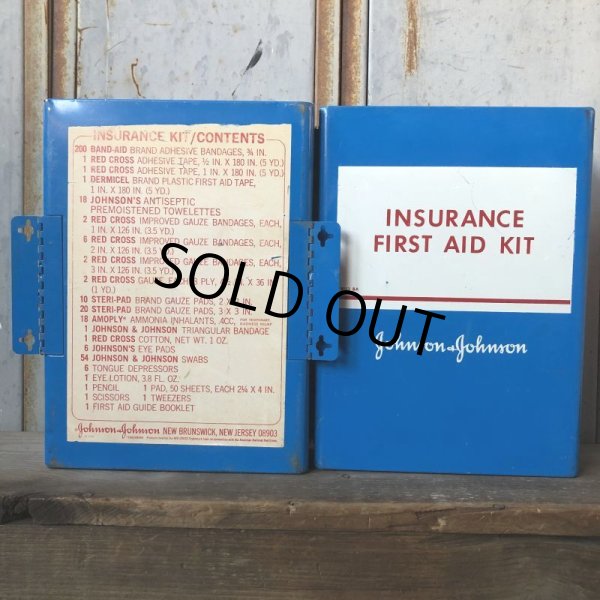 INSURANCE KIT/CONTENTS
200 BAND-AID BRAND ADHESIVE BANDAGES, ¾ IN.
1 RED CROSS ADHESIVE TAPE, ½ IN X 180 IN. (5 YD.)
1 RED CROSS ADHESIVE TAPE, 1 IN X 180 IN. (5 YD.)
1 DERMICEL BRAND PLASTIC FIRST AID TAPE,
1 IN. X 180 IN. (5 YD.)
18 JOHNSON'S ANTISEPTIC
PREMOISTENED TOWELETTES
2 RED CROSS IMPROVED GAUZE BANDAGES, EACH,
1 IN X 126 IN. (3.5 YD.)
6 RED CROSS IMPROVED GAUZE BANDAGES, EACH,
2 IN X 126 IN. (3.5 YD.)
2 RED CROSS IMPROVED GAUZE BANDAGES, EACH,
3 IN X 126 IN. (3.5 YD.)
2 RED CROSS GAUZE PLY, X 36 IN
(1 YD.)
10 STERI-PAD BRAND GAUZE PADS, 2 X IN.
20 STERI-PAD BRAND GAUZE PADS, 3 X 3 IN.
18 AMOPLY AMMONIA INHALANTS, .4CC,
1 JOHNSON & JOHNSON TRIANGULAR BANDAGE
1 RED CROSS COTTON, NET WT. 1 OZ.
6 JOHNSON'S EYE PADS
54 JOHNSON & JOHNSON SWABS
6 TONGUE DEPRESSORS
1 EYE LOTION, 3.8 FL. OZ.
1 PENCIL 1 PAD, 50 SHEETS, EACH 2¼ X 4 IN.
1 SCISSORS 1 TWEEZERS
1 FIRST AID GUIDE BOOKLET
Johnson & Johnson NEW BRUNSWICK, NEW JERSEY 08903
INSURANCE
FIRST AID KIT
Johnson & Johnson
SOLD OUT